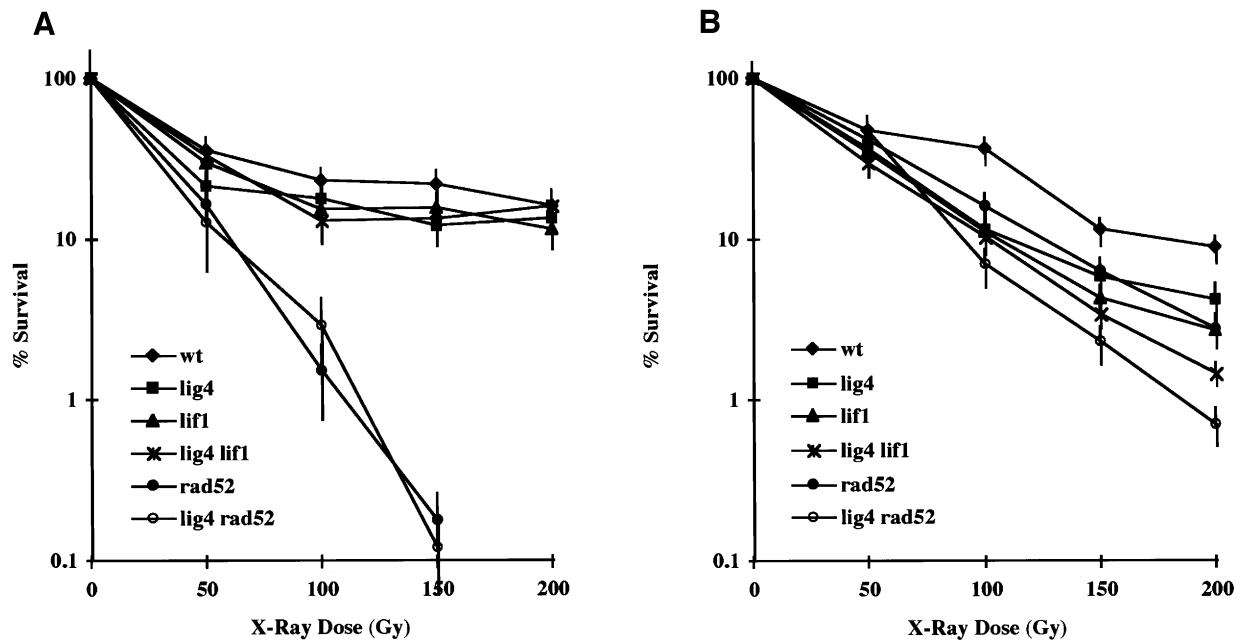 A
100
10
1
0.1
% Survival
wt
lig4
lif1
lig4 lif1
rad52
lig4 rad52
0 50 100 150 200
X-Ray Dose (Gy)
B
100
10
1
0.1
% Survival
wt
lig4
lif1
lig4 lif1
rad52
lig4 rad52
0 50 100 150 200
X-Ray Dose (Gy)